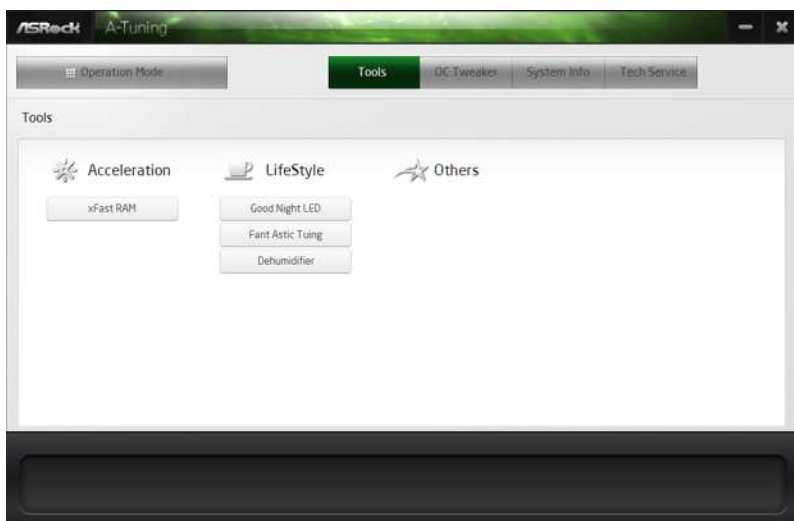 ASRock A-Tuning
Operation Mode
Tools OC Tweaker System Info Tech Service
Tools
Acceleration LifeStyle Others
xFast RAM Good Night LED
Fant Astic Tuing
Dehumidifier